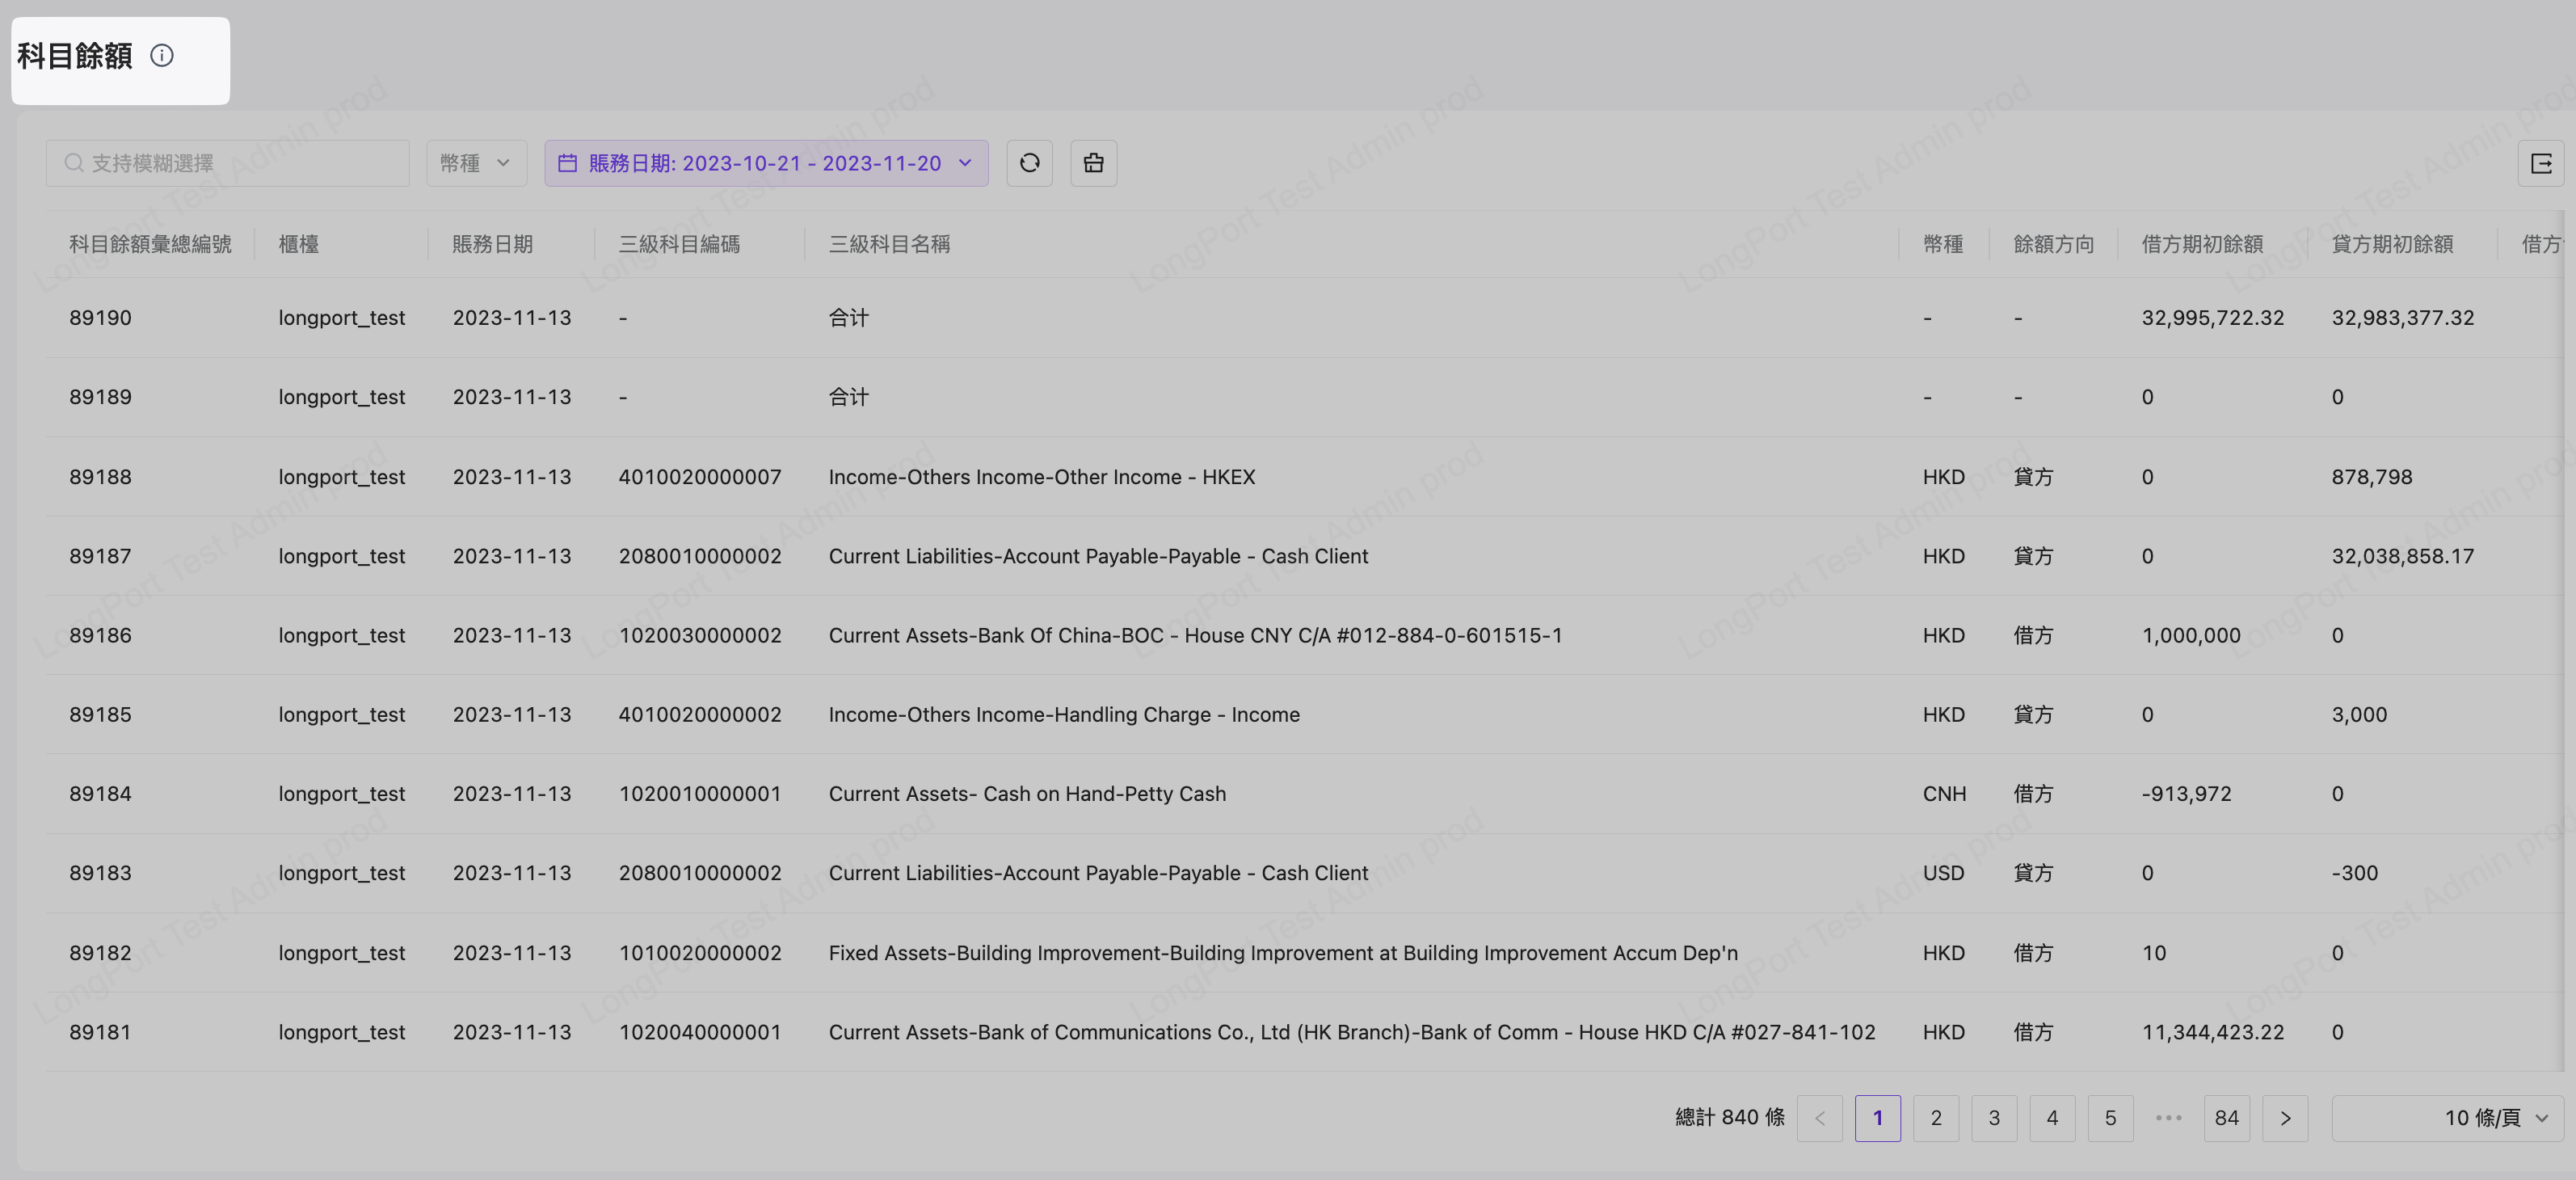 科目餘額
支持模糊選擇 幣種 賬務日期: 2023-10-21 - 2023-11-20
科目餘額彙總編號 櫃檯 賬務日期 三級科目編碼 三級科目名稱 幣種 餘額方向 借方期初餘額 貸方期初餘額 借方
89190 longport_test 2023-11-13 - 合计 - - 32,995,722.32 32,983,377.32
89189 longport_test 2023-11-13 - 合计 - - 0 0
89188 longport_test 2023-11-13 4010020000007 Income-Others Income-Other Income - HKEX HKD 貸方 0 878,798
89187 longport_test 2023-11-13 2080010000002 Current Liabilities-Account Payable-Payable - Cash Client HKD 貸方 0 32,038,858.17
89186 longport_test 2023-11-13 1020030000002 Current Assets-Bank Of China-BOC - House CNY C/A #012-884-0-601515-1 HKD 借方 1,000,000 0
89185 longport_test 2023-11-13 4010020000002 Income-Others Income-Handling Charge - Income HKD 貸方 0 3,000
89184 longport_test 2023-11-13 1020010000001 Current Assets- Cash on Hand-Petty Cash CNH 借方 -913,972 0
89183 longport_test 2023-11-13 2080010000002 Current Liabilities-Account Payable-Payable - Cash Client USD 貸方 0 -300
89182 longport_test 2023-11-13 1010020000002 Fixed Assets-Building Improvement-Building Improvement at Building Improvement Accum Dep'n HKD 借方 10 0
89181 longport_test 2023-11-13 1020040000001 Current Assets-Bank of Communications Co., Ltd (HK Branch)-Bank of Comm - House HKD C/A #027-841-102 HKD 借方 11,344,423.22 0
總計 840 條 < 1 2 3 4 5 ••• 84 > 10 條/頁
LongPort Test Admin prod